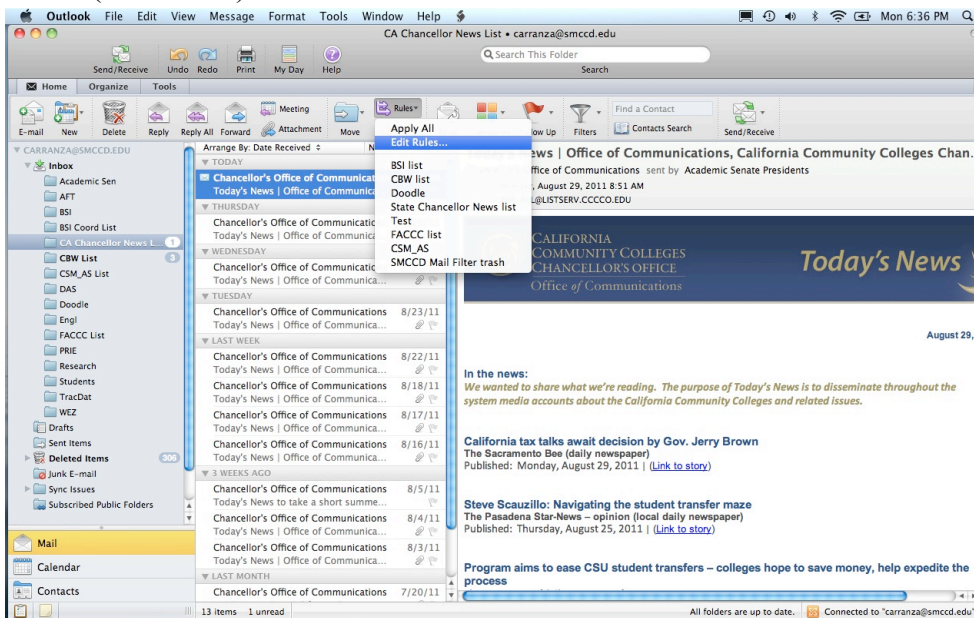 Outlook File Edit View Message Format Tools Window Help Mon 6:36 PM
CA Chancellor News List • carranza@smccd.edu
Search This Folder
Send/Receive Undo Redo Print My Day Help Search
Home Organize Tools
Meeting Rules Find a Contact
Attachment Contacts Search
E-mail New Delete Reply Reply All Forward Move Filters Send/Receive
Apply All
Edit Rules...
BSI list
CBW list
Doodle
State Chancellor News list
Test
FACCC list
CSM_AS
SMCCD Mail Filter trash
CARRANZA@SMCCD.EDU
Inbox
Academic Sen
AFT
BSI
BSI Coord List
CA Chancellor News L... 1
CBW List 3
CSM_AS List
DAS
Doodle
Engl
FACCC List
PRIE
Research
Students
TracDat
WEZ
Drafts
Sent Items
Deleted Items 306
Junk E-mail
Sync Issues
Subscribed Public Folders
Mail
Calendar
Contacts
Arrange By: Date Received
TODAY
Chancellor's Office of Communicat
Today's News | Office of Communica
THURSDAY
Chancellor's Office of Communicat
Today's News | Office of Communica
WEDNESDAY
Chancellor's Office of Communicat
Today's News | Office of Communica...
TUESDAY
Chancellor's Office of Communications 8/23/11
Today's News | Office of Communica...
LAST WEEK
Chancellor's Office of Communications 8/22/11
Today's News | Office of Communica...
Chancellor's Office of Communications 8/18/11
Today's News | Office of Communica...
Chancellor's Office of Communications 8/17/11
Today's News | Office of Communica...
Chancellor's Office of Communications 8/16/11
Today's News | Office of Communica...
3 WEEKS AGO
Chancellor's Office of Communications 8/5/11
Today's News to take a short summe...
Chancellor's Office of Communications 8/4/11
Today's News | Office of Communica...
Chancellor's Office of Communications 8/3/11
Today's News | Office of Communica...
LAST MONTH
Chancellor's Office of Communications 7/20/11
ews | Office of Communications, California Community Colleges Chan.
ffice of Communications sent by Academic Senate Presidents
, August 29, 2011 8:51 AM
L@LISTSERV.CCCCO.EDU
CALIFORNIA
COMMUNITY COLLEGES
CHANCELLOR'S OFFICE
Office of Communications
Today's News
August 29,
In the news:
We wanted to share what we're reading. The purpose of Today's News is to disseminate throughout the
system media accounts about the California Community Colleges and related issues.
California tax talks await decision by Gov. Jerry Brown
The Sacramento Bee (daily newspaper)
Published: Monday, August 29, 2011 | (Link to story)
Steve Scauzillo: Navigating the student transfer maze
The Pasadena Star-News – opinion (local daily newspaper)
Published: Thursday, August 25, 2011 | (Link to story)
Program aims to ease CSU student transfers – colleges hope to save money, help expedite the
process
13 items 1 unread All folders are up to date. Connected to "carranza@smccd.edu"